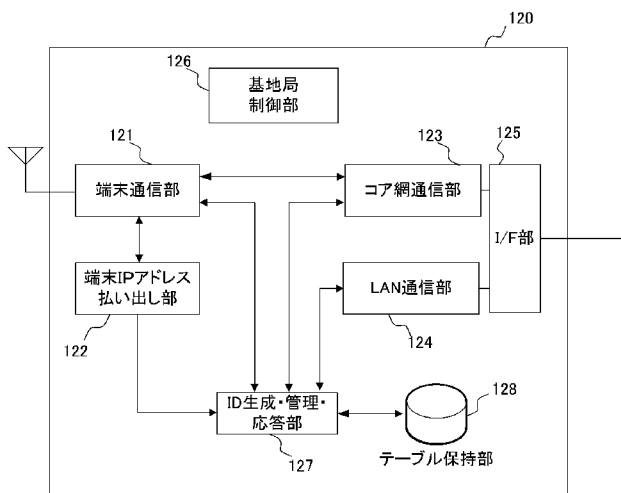 120
126
基地局
制御部
121
端末通信部
123
コア網通信部
125
I/F部
端末IPアドレス
払い出し部
122
LAN通信部
124
ID生成・管理・
応答部
127
128
テーブル保持部